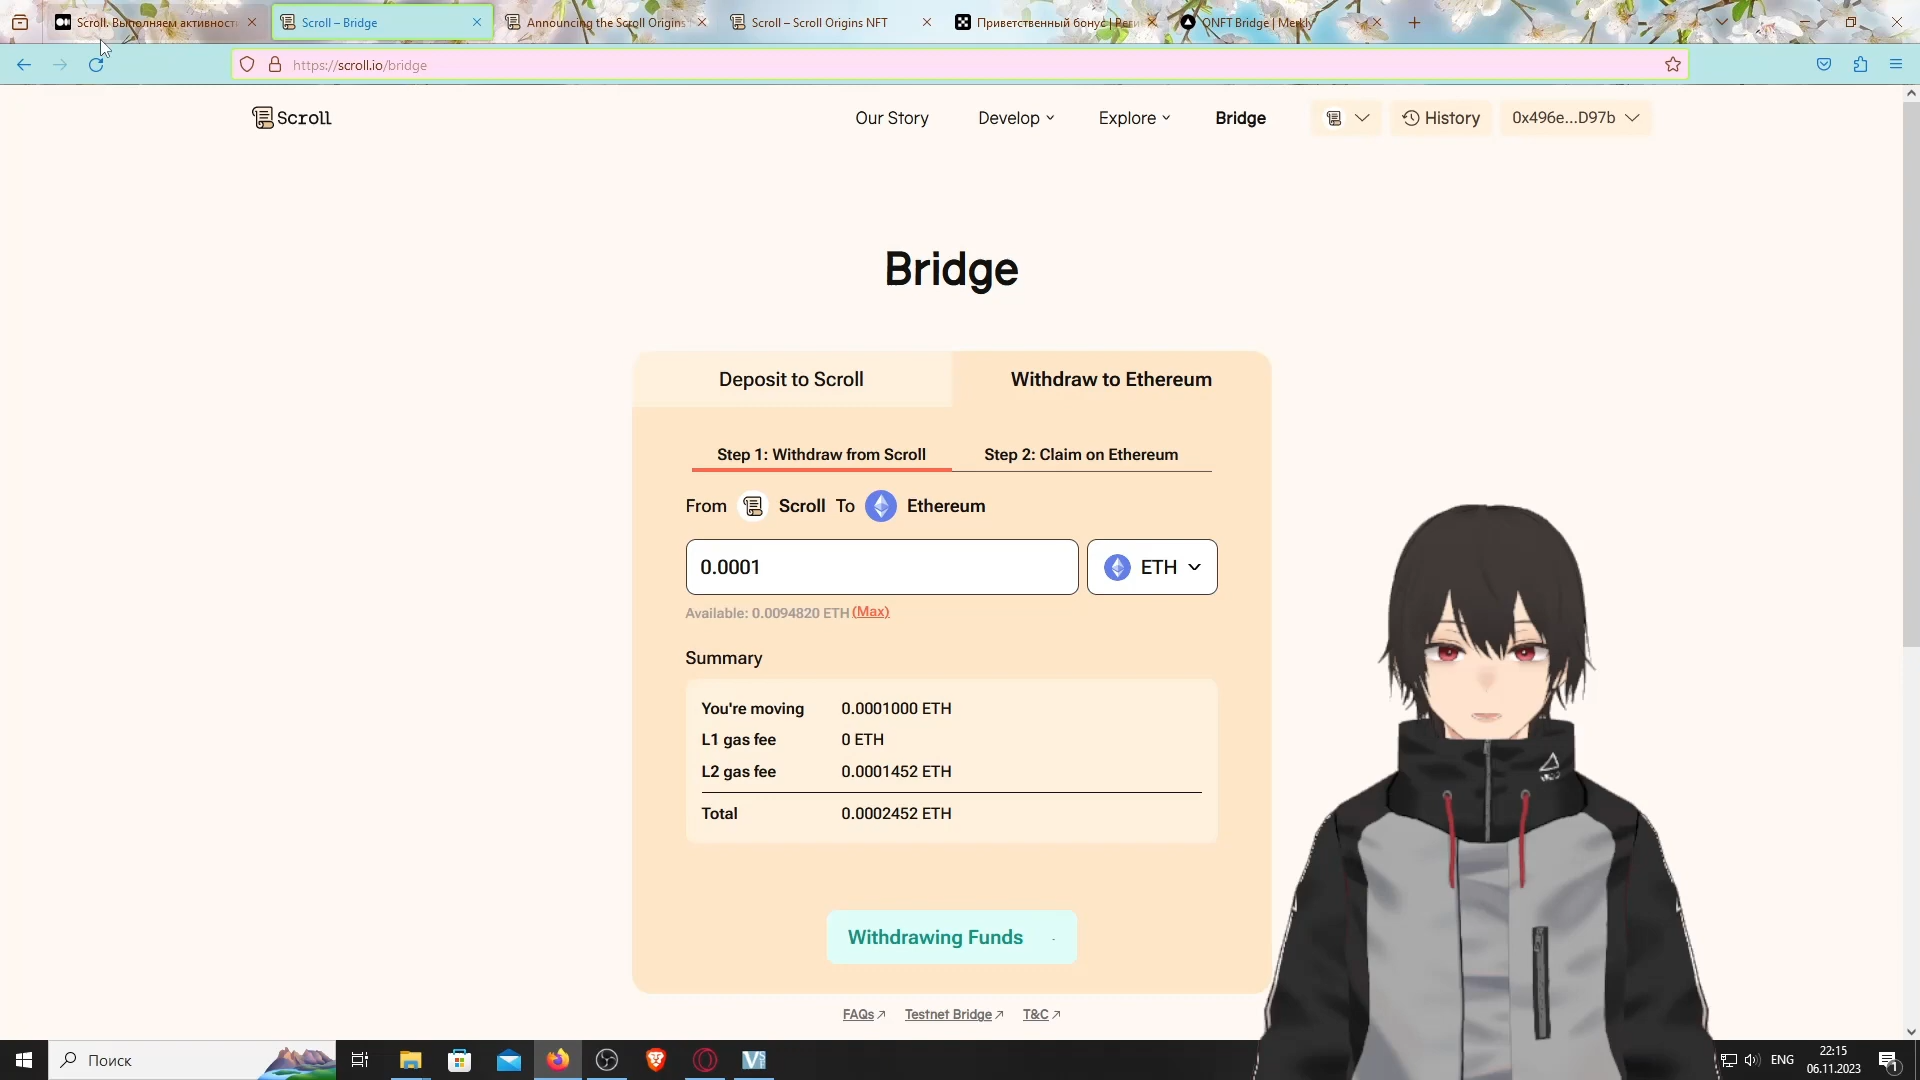 Scroll. Выполняем активност
Scroll – Bridge
Announcing the Scroll Origins
Scroll – Scroll Origins NFT
Приветственный бонус | Реги
ONFT Bridge | Merkly
https://scroll.io/bridge
Scroll
Our Story
Develop
Explore
Bridge
History
0x496e...D97b
Bridge
Deposit to Scroll
Withdraw to Ethereum
Step 1: Withdraw from Scroll
Step 2: Claim on Ethereum
From Scroll To Ethereum
0.0001
ETH
Available: 0.0094820 ETH (Max)
Summary
You're moving 0.0001000 ETH
L1 gas fee 0 ETH
L2 gas fee 0.0001452 ETH
Total 0.0002452 ETH
Withdrawing Funds
FAQs
Testnet Bridge
T&C
Поиск
ENG
22:15
06.11.2023
1